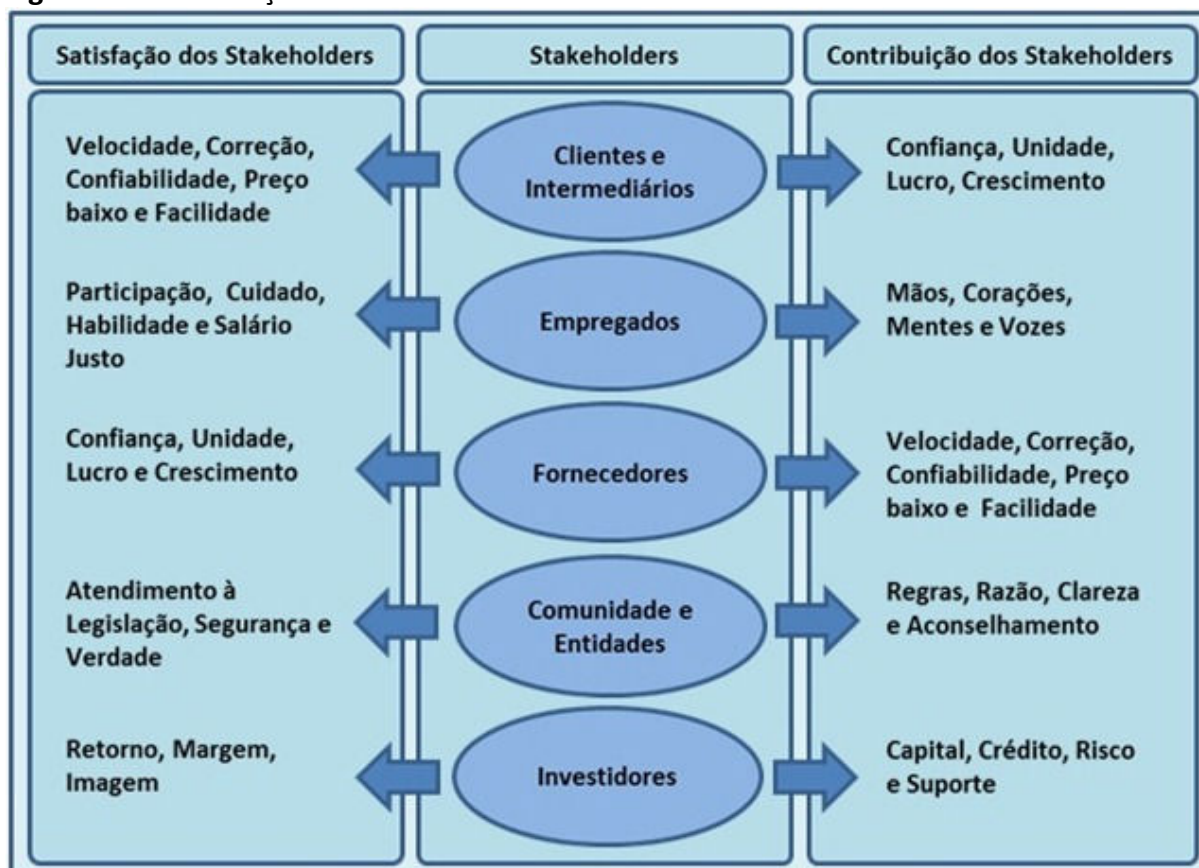 Satisfação dos Stakeholders
Stakeholders
Contribuição dos Stakeholders
Velocidade, Correção,
Confiabilidade, Preço
baixo e Facilidade
Clientes e
Intermediários
Confiança, Unidade,
Lucro, Crescimento
Participação, Cuidado,
Habilidade e Salário
Justo
Empregados
Mãos, Corações,
Mentes e Vozes
Confiança, Unidade,
Lucro e Crescimento
Fornecedores
Velocidade, Correção,
Confiabilidade, Preço
baixo e Facilidade
Atendimento à
Legislação, Segurança e
Verdade
Comunidade e
Entidades
Regras, Razão, Clareza
e Aconselhamento
Retorno, Margem,
Imagem
Investidores
Capital, Crédito, Risco
e Suporte